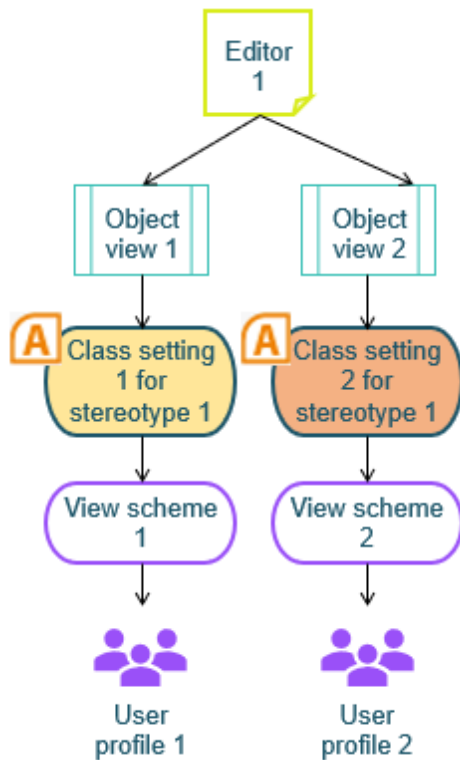 Editor
1
Object
view 1
Object
view 2
A
Class setting
1 for
stereotype 1
A
Class setting
2 for
stereotype 1
View scheme
1
View scheme
2
User
profile 1
User
profile 2